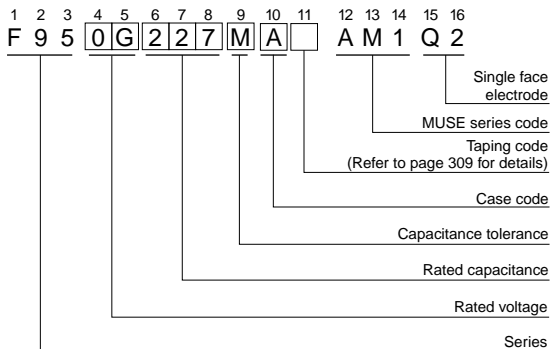 1 2 3 4 5 6 7 8 9 10 11 12 13 14 15 16
F 9 5 0 G 2 2 7 M A A M 1 Q 2
Single face
electrode
MUSE series code
Taping code
(Refer to page 309 for details)
Case code
Capacitance tolerance
Rated capacitance
Rated voltage
Series